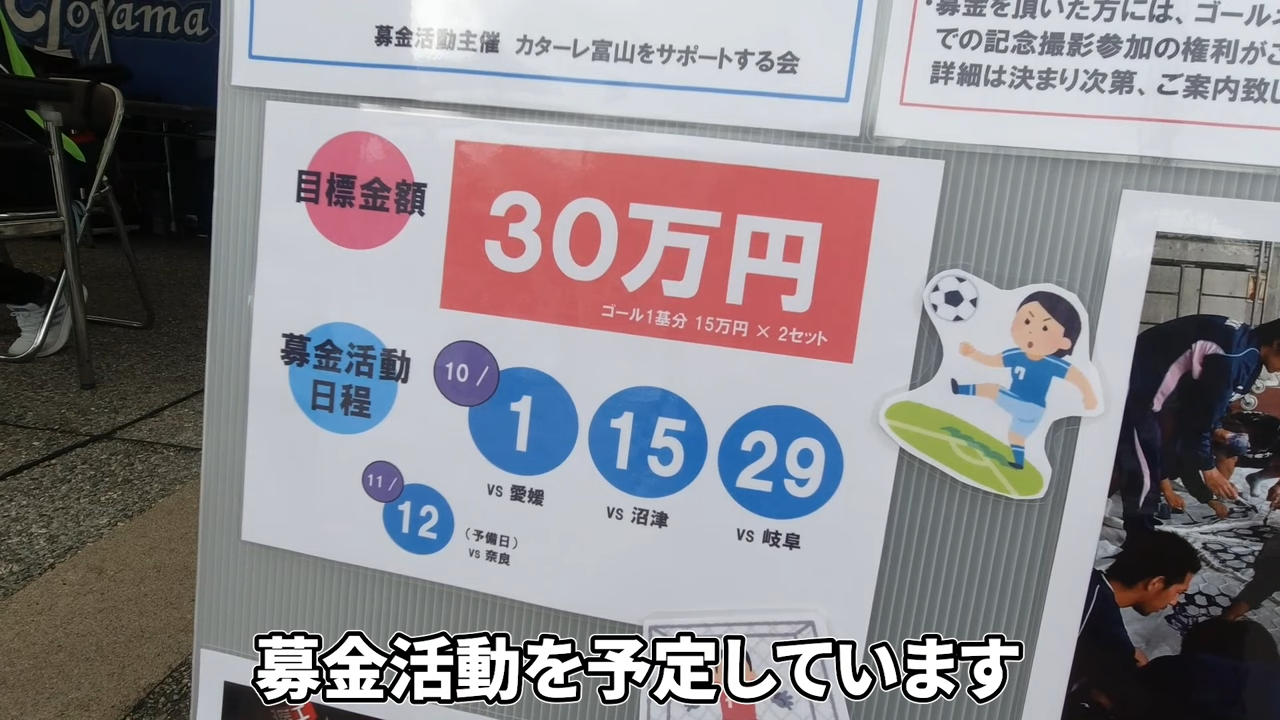 Toyama
募金活動主催 カターレ富山をサポートする会
・募金を頂いた方には、ゴール
での記念撮影参加の権利がご
詳細は決まり次第、ご案内致し
目標金額
30万円
ゴール1基分 15万円 × 2セット
募金活動
日程
10/
1
15
29
vs 愛媛
vs 沼津
vs 岐阜
11/
12
(予備日)
vs 奈良
7
募金活動を予定しています